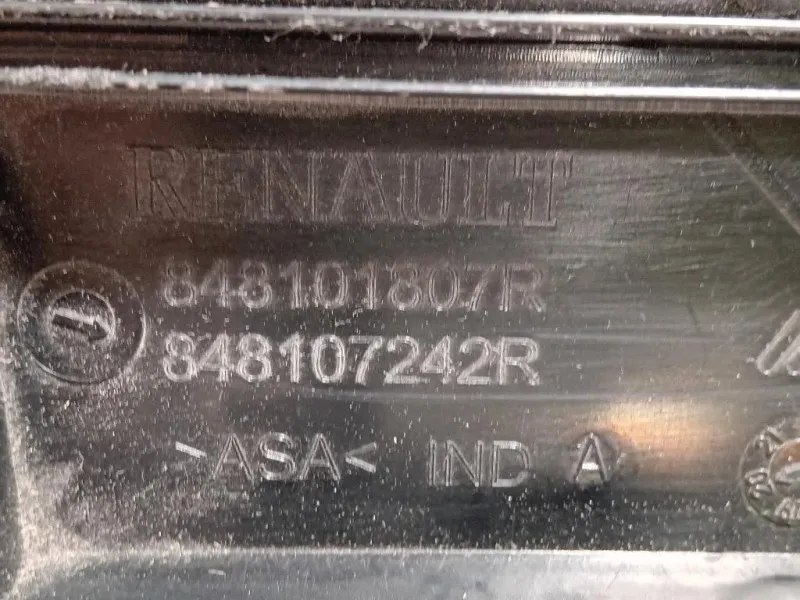 RENAULT
848101807R
848107242R
>ASA< IND A